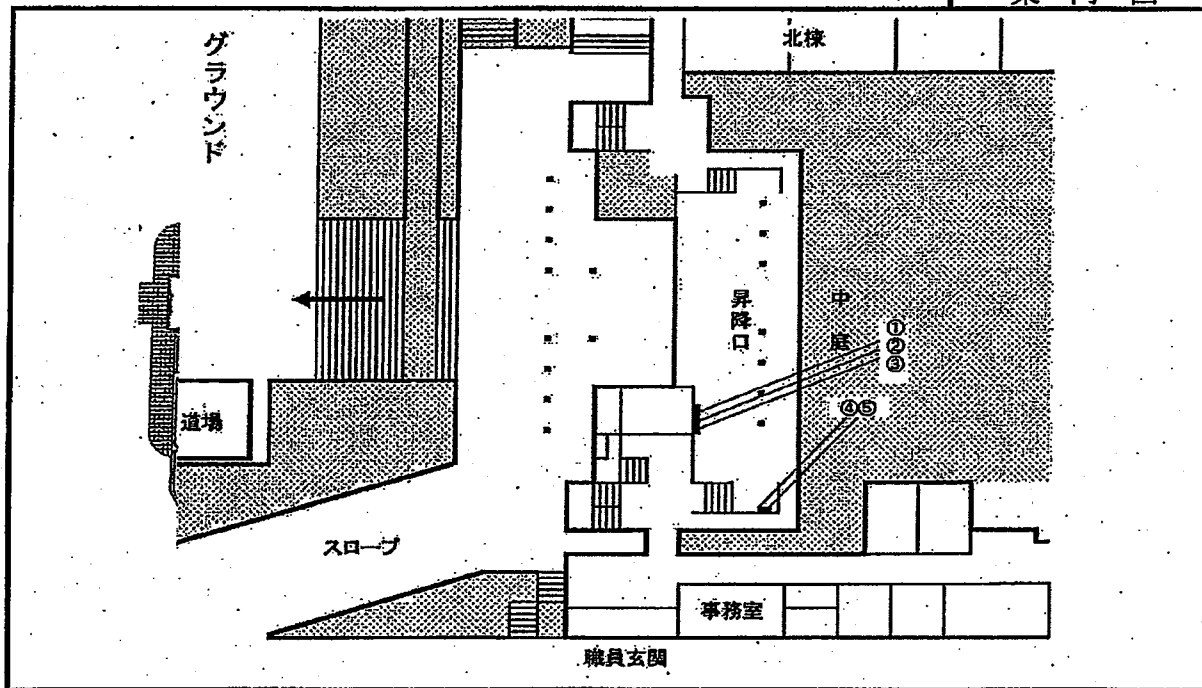 北棟
グラウンド
昇降口
中庭
①
②
③
④⑤
道場
スロープ
事務室
職員玄関